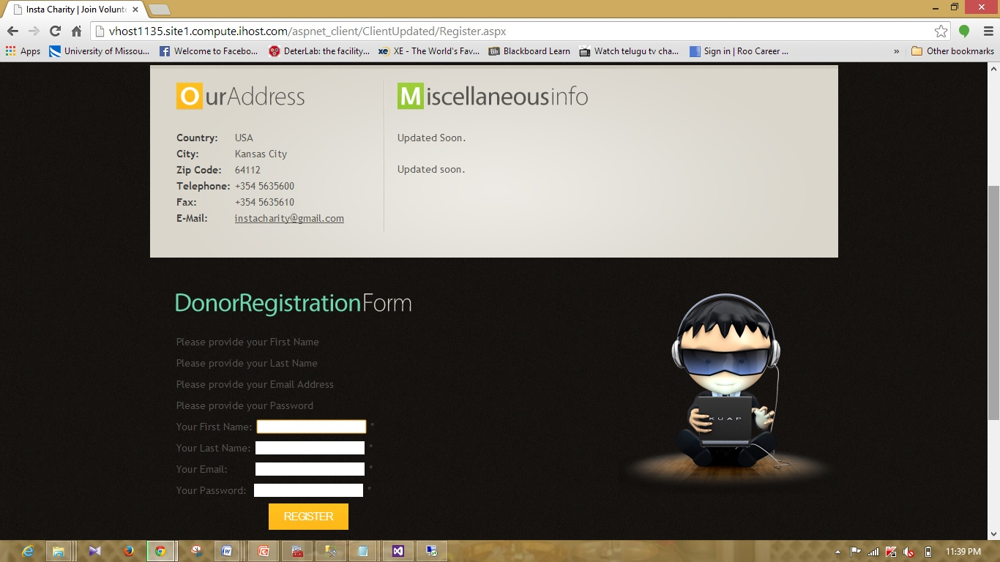 Insta Charity | Join Volunte
vhost1135.site1.compute.ihost.com/aspnet_client/ClientUpdated/Register.aspx
Apps University of Missou... Welcome to Facebo... DeterLab: the facility... XE - The World's Fav... Blackboard Learn Watch telugu tv cha... Sign in | Roo Career ... » Other bookmarks
OurAddress
Country: USA
City: Kansas City
Zip Code: 64112
Telephone: +354 5635600
Fax: +354 5635610
E-Mail: instacharity@gmail.com
Miscellaneousinfo
Updated Soon.
Updated soon.
DonorRegistrationForm
Please provide your First Name
Please provide your Last Name
Please provide your Email Address
Please provide your Password
Your First Name: *
Your Last Name: *
Your Email: *
Your Password: *
REGISTER
KUAP
11:39 PM